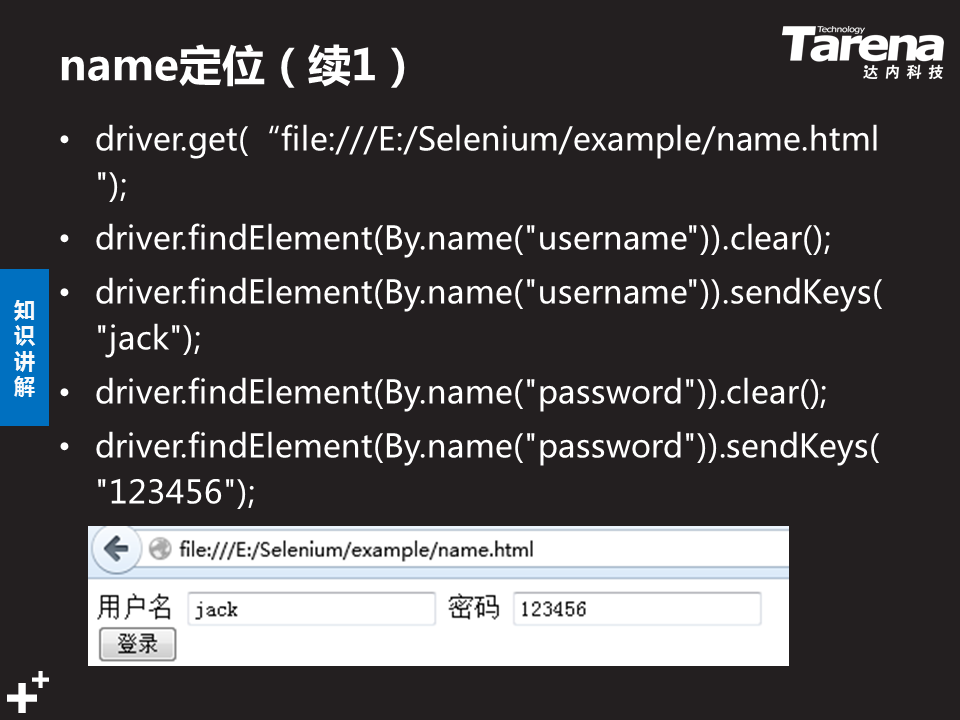 name定位（续1）
Technology
Tarena
达内科技
• driver.get(“file:///E:/Selenium/example/name.html
");
• driver.findElement(By.name("username")).clear();
• driver.findElement(By.name("username")).sendKeys(
"jack");
• driver.findElement(By.name("password")).clear();
• driver.findElement(By.name("password")).sendKeys(
"123456");
知
识
讲
解
file:///E:/Selenium/example/name.html
用户名 jack 密码 123456
登录